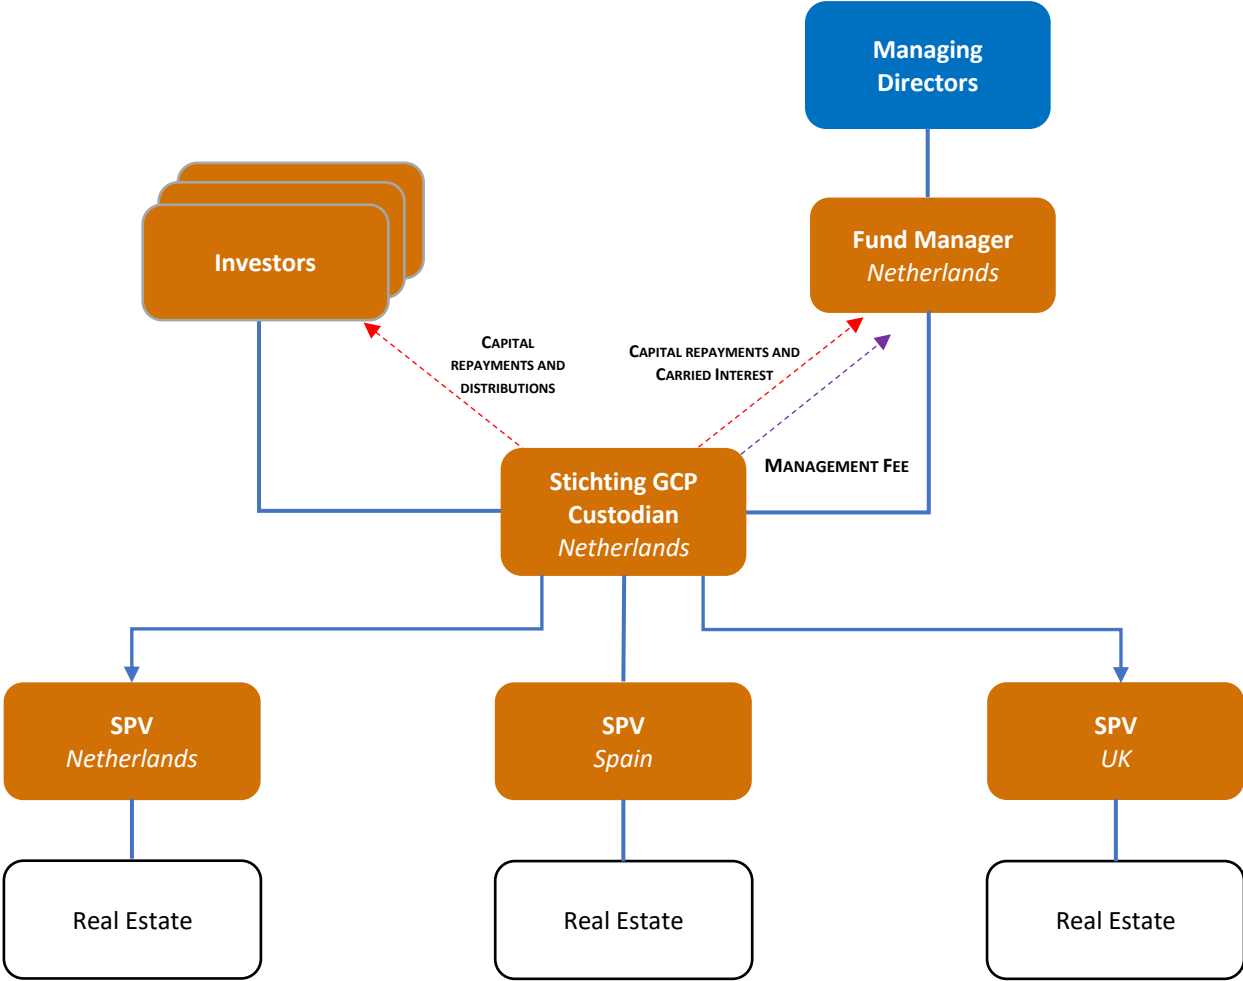 Managing
Directors
Investors
Fund Manager
Netherlands
CAPITAL
REPAYMENTS AND
DISTRIBUTIONS
CAPITAL REPAYMENTS AND
CARRIED INTEREST
MANAGEMENT FEE
Stichting GCP
Custodian
Netherlands
SPV
Netherlands
SPV
Spain
SPV
UK
Real Estate
Real Estate
Real Estate